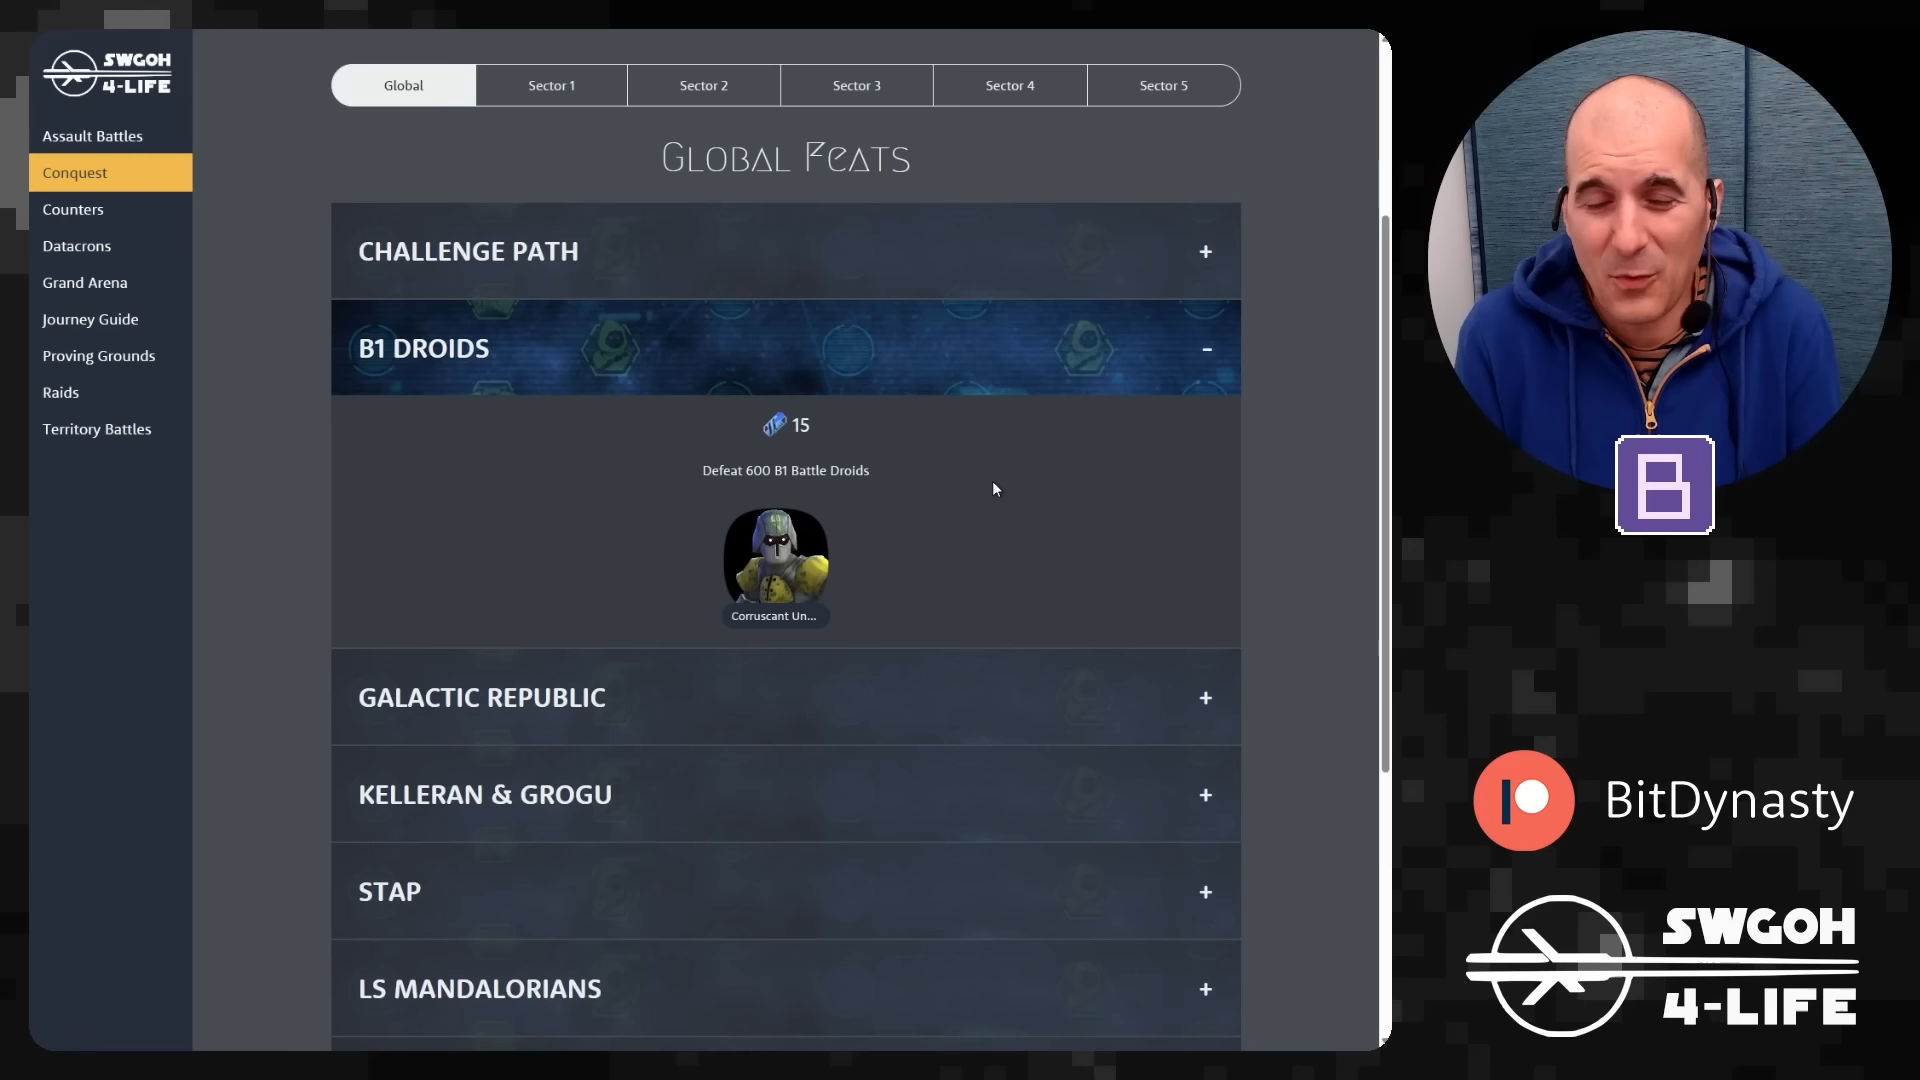 SWGOH
4-LIFE
Assault Battles
Conquest
Counters
Datacrons
Grand Arena
Journey Guide
Proving Grounds
Raids
Territory Battles
Global
Sector 1
Sector 2
Sector 3
Sector 4
Sector 5
GLOBAL FEATS
CHALLENGE PATH
+
B1 DROIDS
-
15
Defeat 600 B1 Battle Droids
Corruscant Un...
GALACTIC REPUBLIC
+
KELLERAN & GROGU
+
STAP
+
LS MANDALORIANS
+
B
BitDynasty
SWGOH
4-LIFE